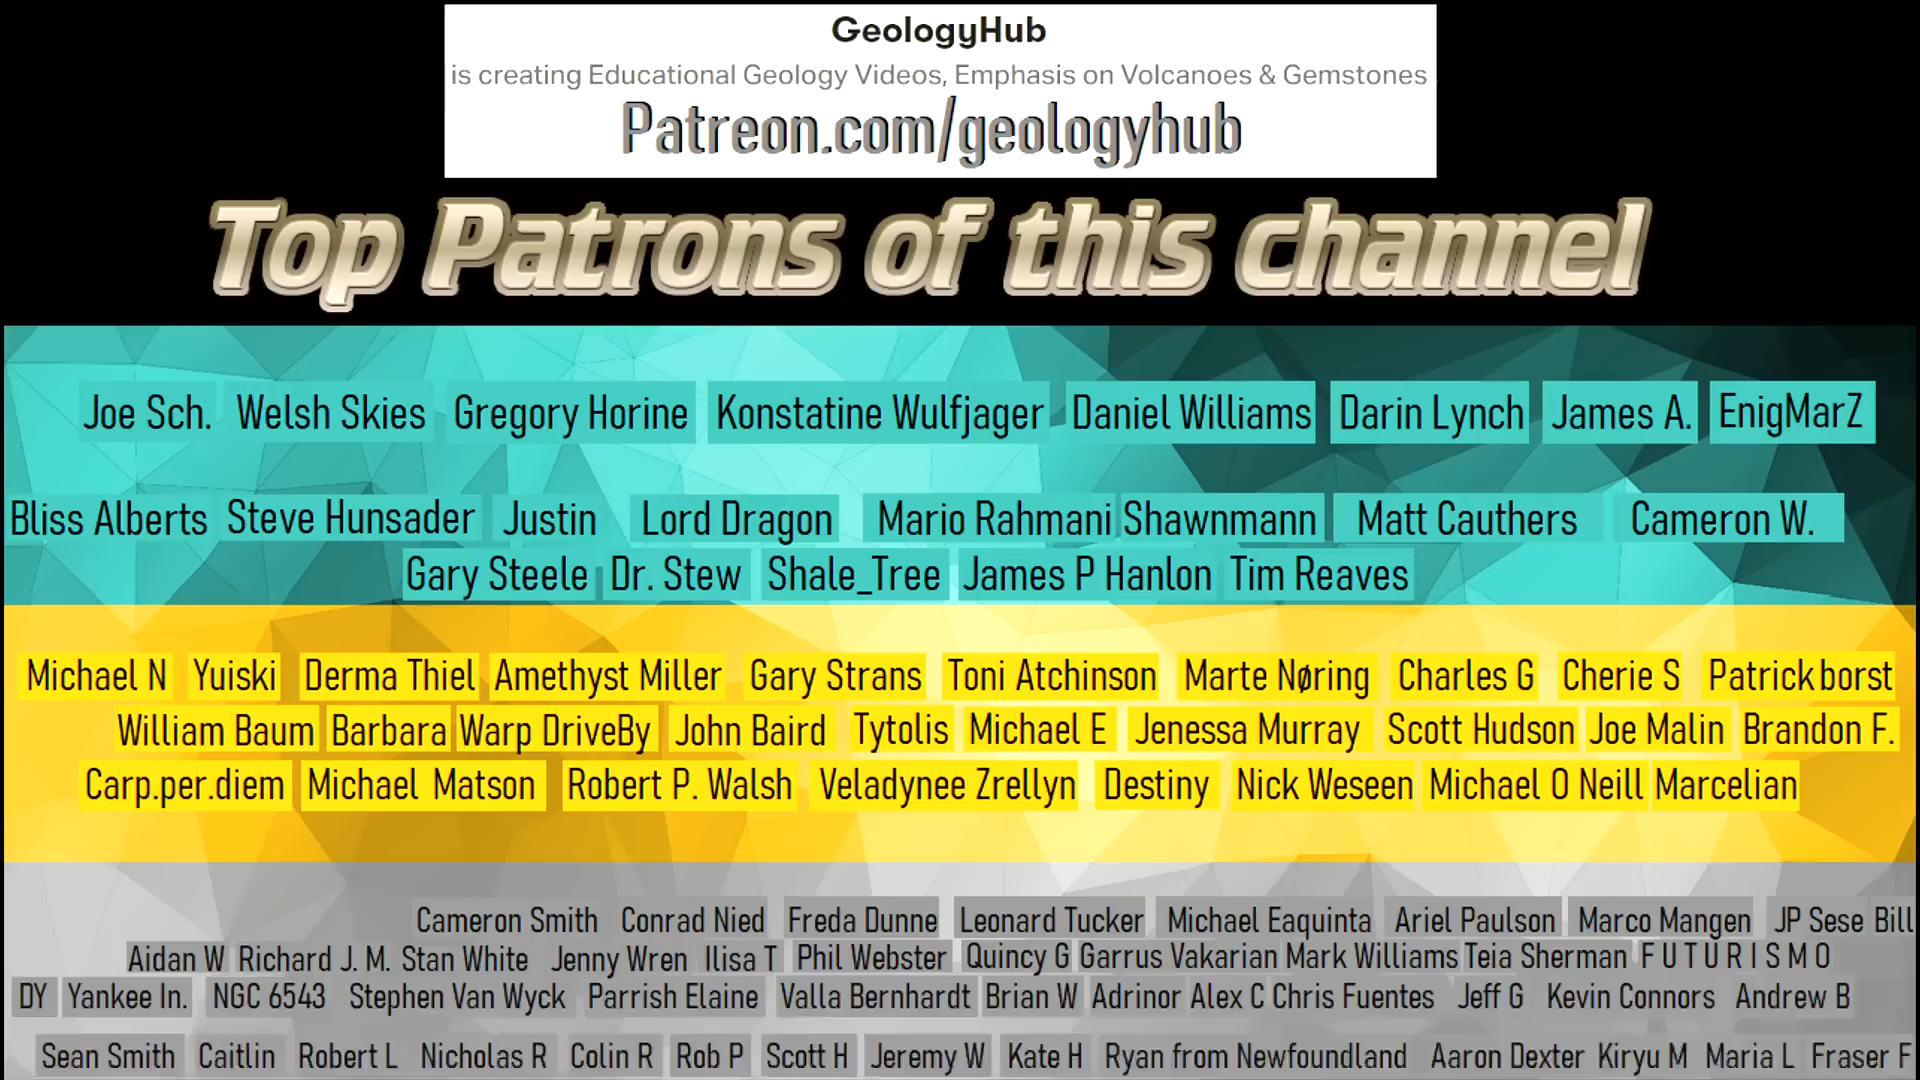 GeologyHub
is creating Educational Geology Videos, Emphasis on Volcanoes & Gemstones
Patreon.com/geologyhub
Top Patrons of this channel
Joe Sch. Welsh Skies Gregory Horine Konstatine Wulfjager Daniel Williams Darin Lynch James A. EnigMarZ
Bliss Alberts Steve Hunsader Justin Lord Dragon Mario Rahmani Shawnmann Matt Cauthers Cameron W.
Gary Steele Dr. Stew Shale_Tree James P Hanlon Tim Reaves
Michael N Yuiski Derma Thiel Amethyst Miller Gary Strans Toni Atchinson Marte Nøring Charles G Cherie S Patrick borst
William Baum Barbara Warp DriveBy John Baird Tytolis Michael E Jenessa Murray Scott Hudson Joe Malin Brandon F.
Carp.per.diem Michael Matson Robert P. Walsh Veladynee Zrellyn Destiny Nick Weseen Michael O Neill Marcelian
Cameron Smith Conrad Nied Freda Dunne Leonard Tucker Michael Eaquinta Ariel Paulson Marco Mangen JP Sese Bill
Aidan W Richard J. M. Stan White Jenny Wren Ilisa T Phil Webster Quincy G Garrus Vakarian Mark Williams Teia Sherman F U T U R I S M O
DY Yankee In. NGC 6543 Stephen Van Wyck Parrish Elaine Valla Bernhardt Brian W Adrinor Alex C Chris Fuentes Jeff G Kevin Connors Andrew B
Sean Smith Caitlin Robert L Nicholas R Colin R Rob P Scott H Jeremy W Kate H Ryan from Newfoundland Aaron Dexter Kiryu M Maria L Fraser F